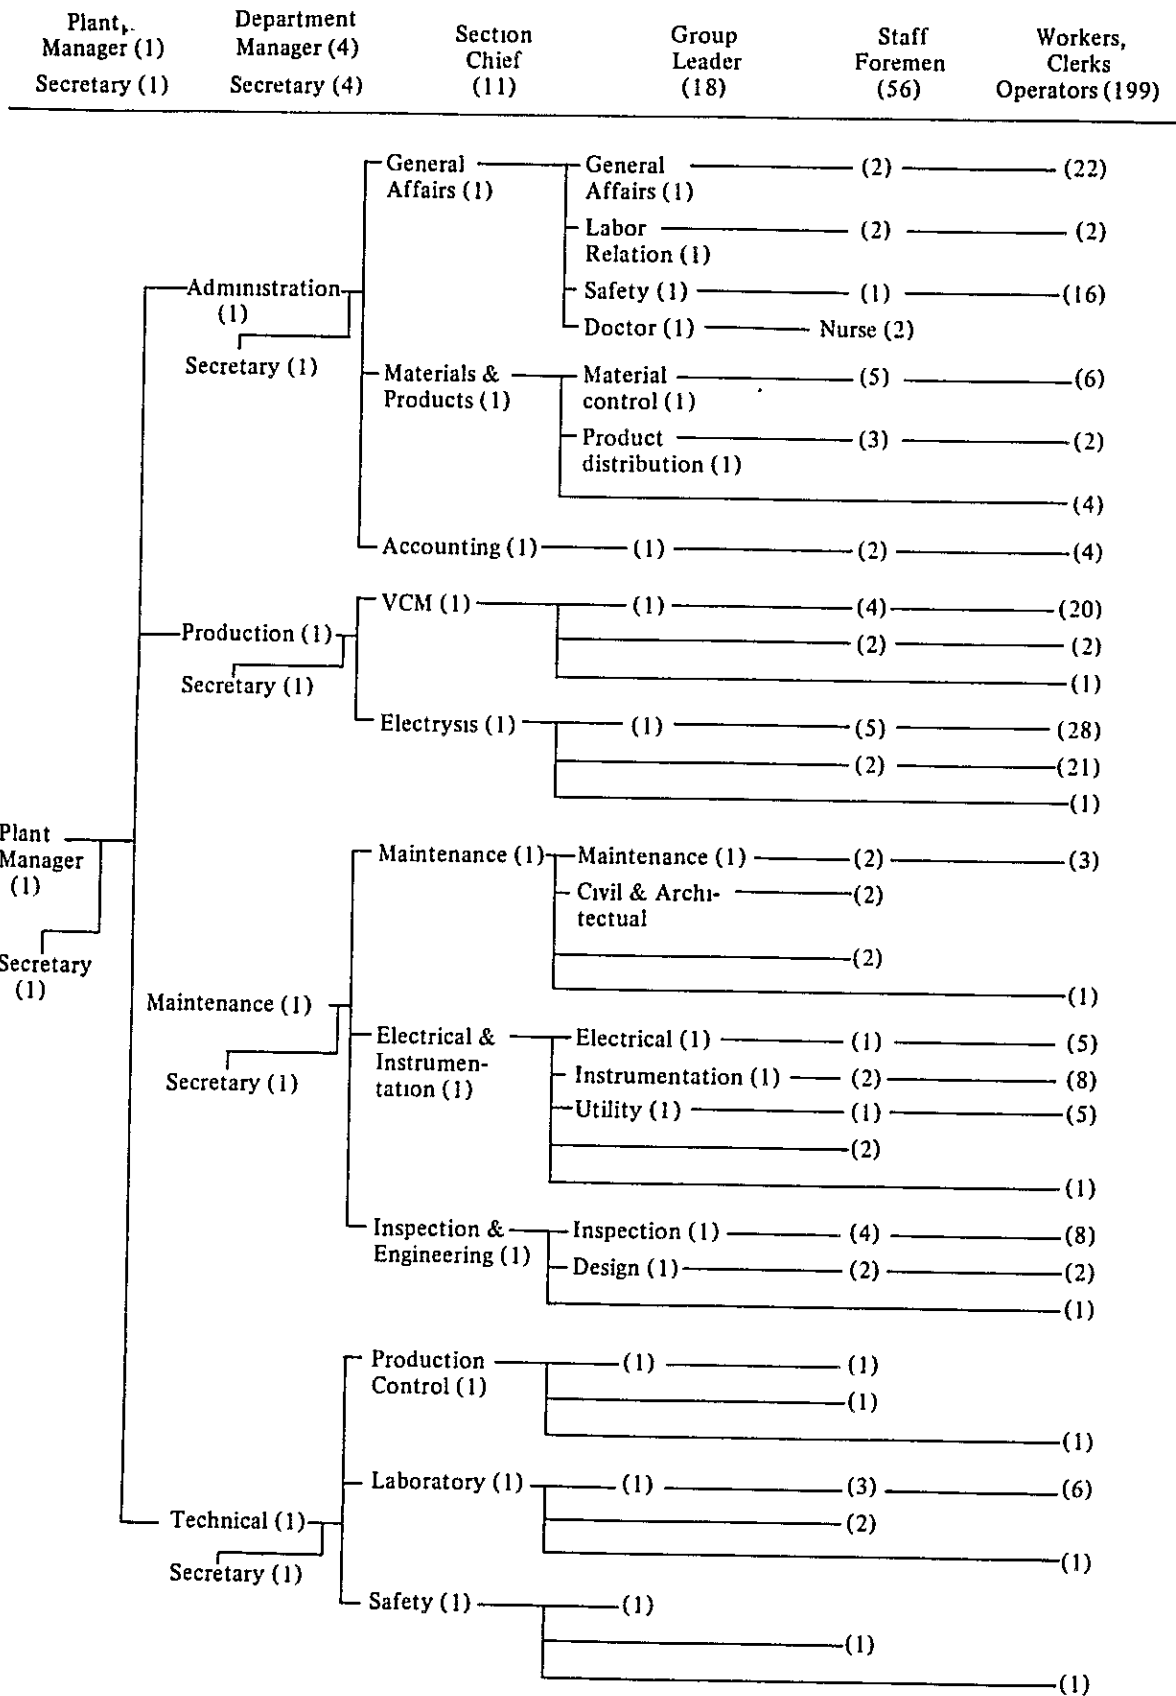 Plant Manager (1) Secretary (1)
Department Manager (4) Secretary (4)
Section Chief (11)
Group Leader (18)
Staff Foremen (56)
Workers, Clerks Operators (199)
General Affairs (1)
General Affairs (1)
(2)
(22)
Labor Relation (1)
(2)
(2)
Administration (1)
Safety (1)
(1)
(16)
Doctor (1)
Nurse (2)
Secretary (1)
Materials & Products (1)
Material control (1)
(5)
(6)
Product distribution (1)
(3)
(2)
(4)
Accounting (1)
(1)
(2)
(4)
VCM (1)
(1)
(4)
(20)
Production (1)
(2)
(2)
Secretary (1)
(1)
Electrysis (1)
(1)
(5)
(28)
(2)
(21)
(1)
Plant Manager (1)
Secretary (1)
Maintenance (1)
Maintenance (1)
(2)
(3)
Civil & Archi-
tectual
(2)
(2)
(1)
Maintenance (1)
Secretary (1)
Electrical & Instrumen-
tation (1)
Electrical (1)
(1)
(5)
Instrumentation (1)
(2)
(8)
Utility (1)
(1)
(5)
(2)
(1)
Inspection & Engineering (1)
Inspection (1)
(4)
(8)
Design (1)
(2)
(2)
(1)
Production Control (1)
(1)
(1)
(1)
(1)
Laboratory (1)
(1)
(3)
(6)
Technical (1)
(2)
Secretary (1)
(1)
Safety (1)
(1)
(1)
(1)